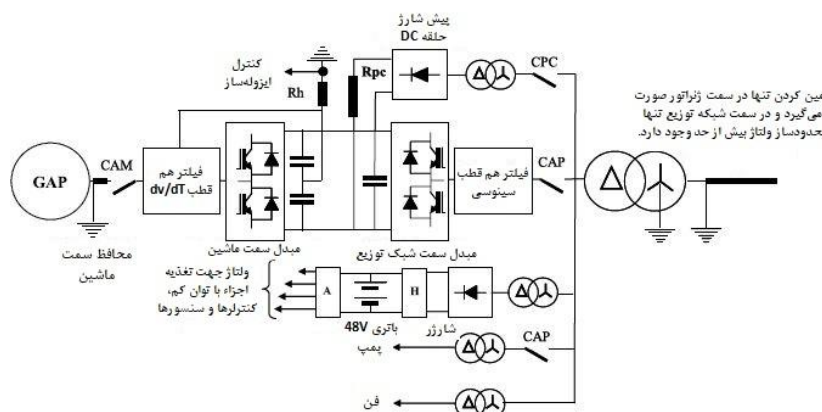 پیش شارژ
حلقه DC
CPC
کنترل
ایزوله‌ساز
Rh
Rpc
مین کردن تنها در سمت ژنراتور صورت
می‌گیرد و در سمت شبکه توزیع تنها
حدودساز ولتاژ بیش از حد وجود دارد.
GAP
CAM
فیلتر هم
قطب dv/dT
فیلتر هم قطب
سینوسی
CAP
محافظ سمت
ماشین
مبدل سمت ماشین
مبدل سمت شبک توزیع
ولتاژ جهت تغذیه
اجزاء با توان کم،
کنترلرها و سنسورها
A
H
باتری 48V
شارژر
پمپ
CAP
فن